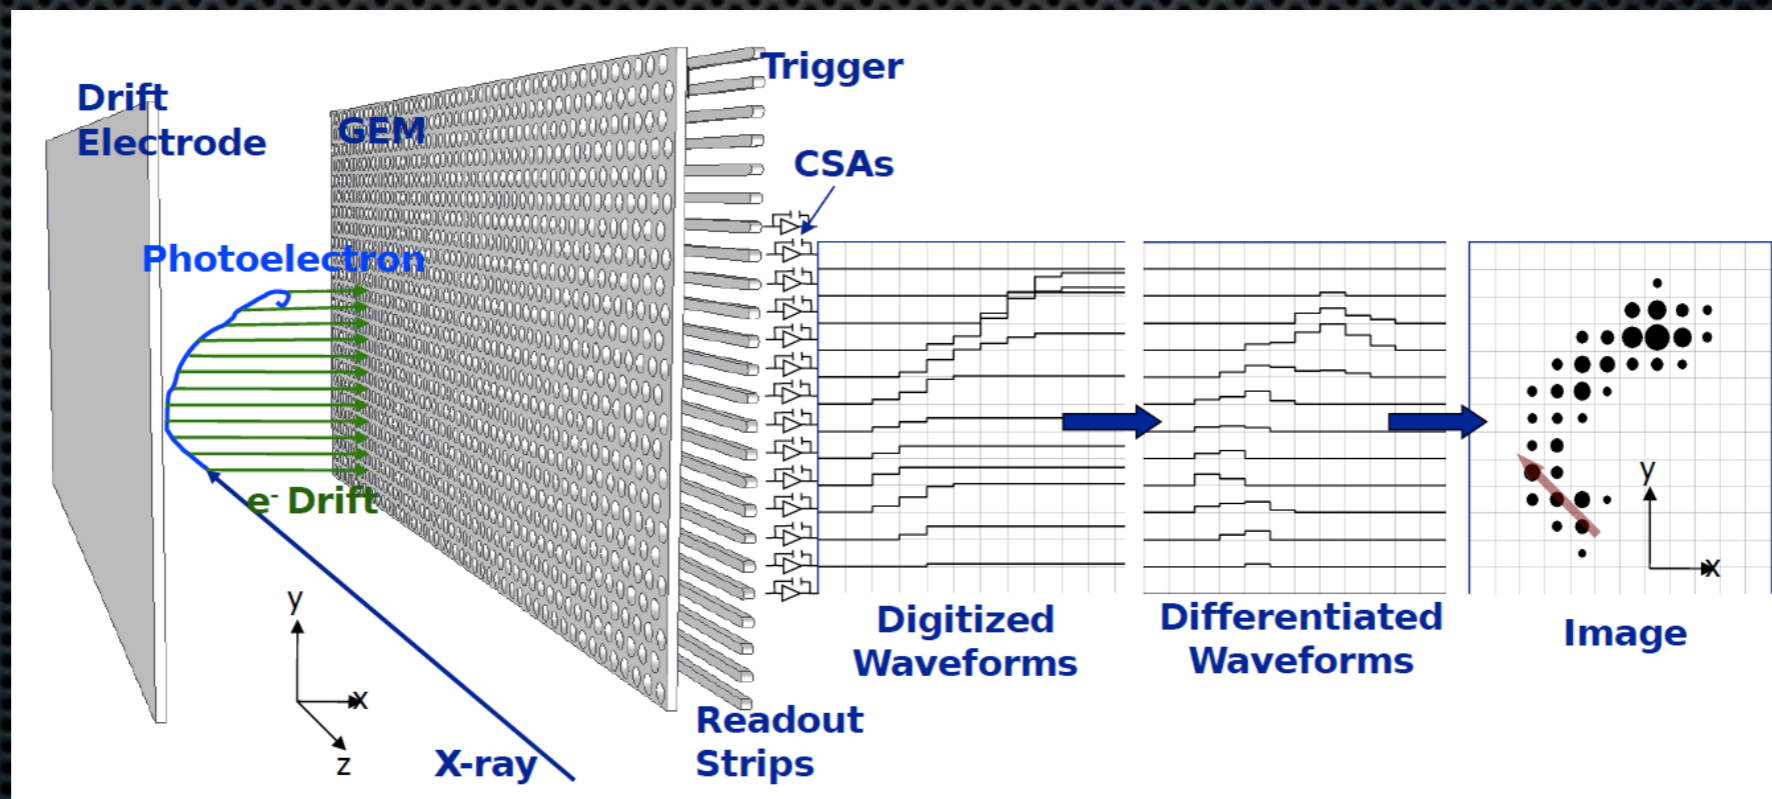 Drift
Electrode
GEM
Trigger
CSAs
Photoelectron
e- Drift
y
x
z
X-ray
Readout
Strips
Digitized
Waveforms
Differentiated
Waveforms
y
x
Image